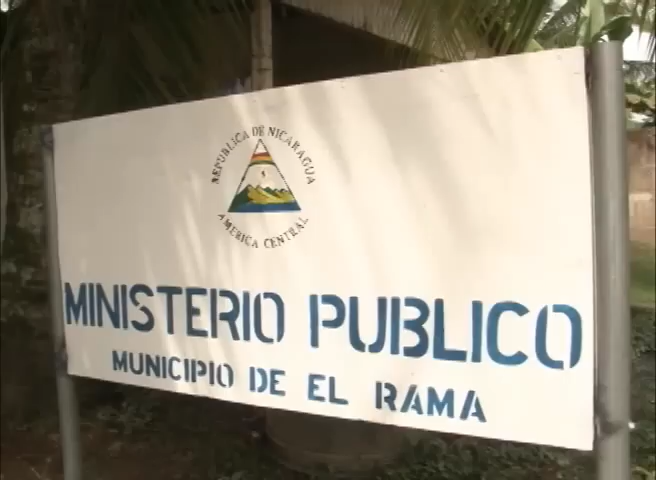 REPUBLICA DE NICARAGUA
AMERICA CENTRAL
MINISTERIO PUBLICO
MUNICIPIO DE EL RAMA